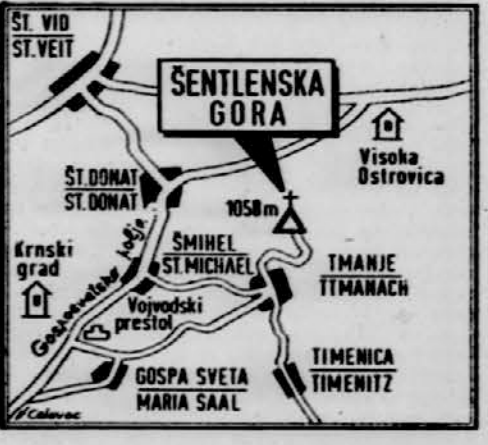 ŠT. VID
ST. VEIT
ŠENTLENSKA
GORA
Visoka
Ostrovica
ŠT. DONAT
ST. DONAT
1058 m
Krnski
grad
Gosposvetsko polje
ŠMIHEL
ST. MICHAEL
TMANJE
TTMANACH
Vojvodski
prestol
TIMENICA
TIMENITZ
GOSPA SVETA
MARIA SAAL
Celovec